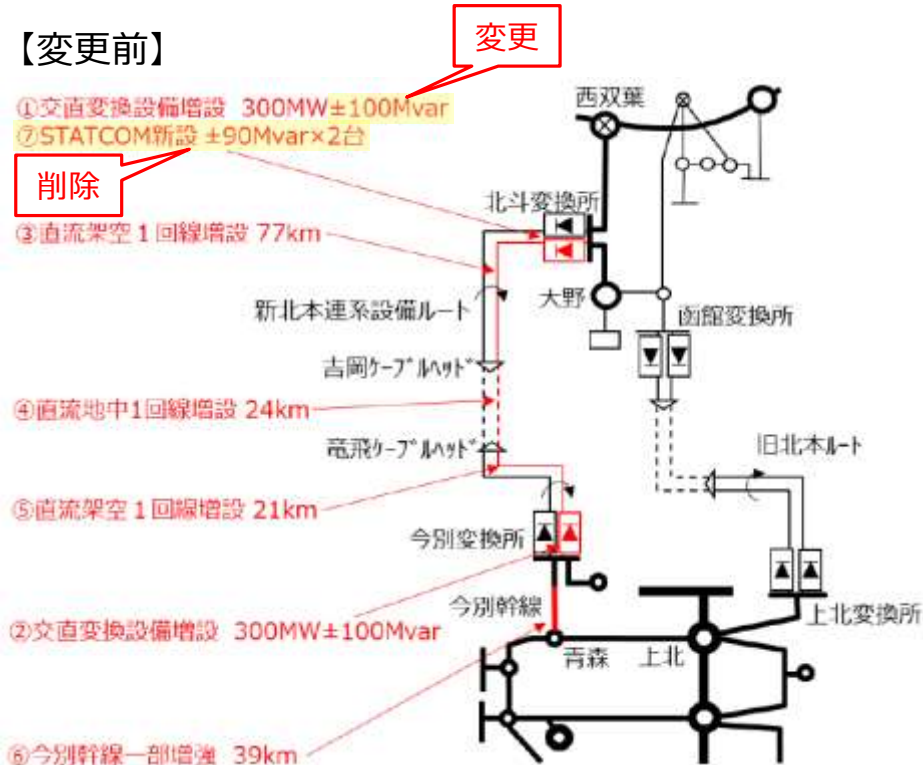 【変更前】
変更
①交直変換設備増設 300MW±100Mvar
⑦STATCOM新設 ±90Mvar×2台
削除
西双葉
北斗変換所
③直流架空1回線増設 77km
大野
新北本連系設備ルート
函館変換所
吉岡ケーブルヘッド
④直流地中1回線増設 24km
竜飛ケーブルヘッド
旧北本ルート
⑤直流架空1回線増設 21km
今別変換所
今別幹線
上北変換所
②交直変換設備増設 300MW±100Mvar
青森
上北
⑥今別幹線一部増強 39km